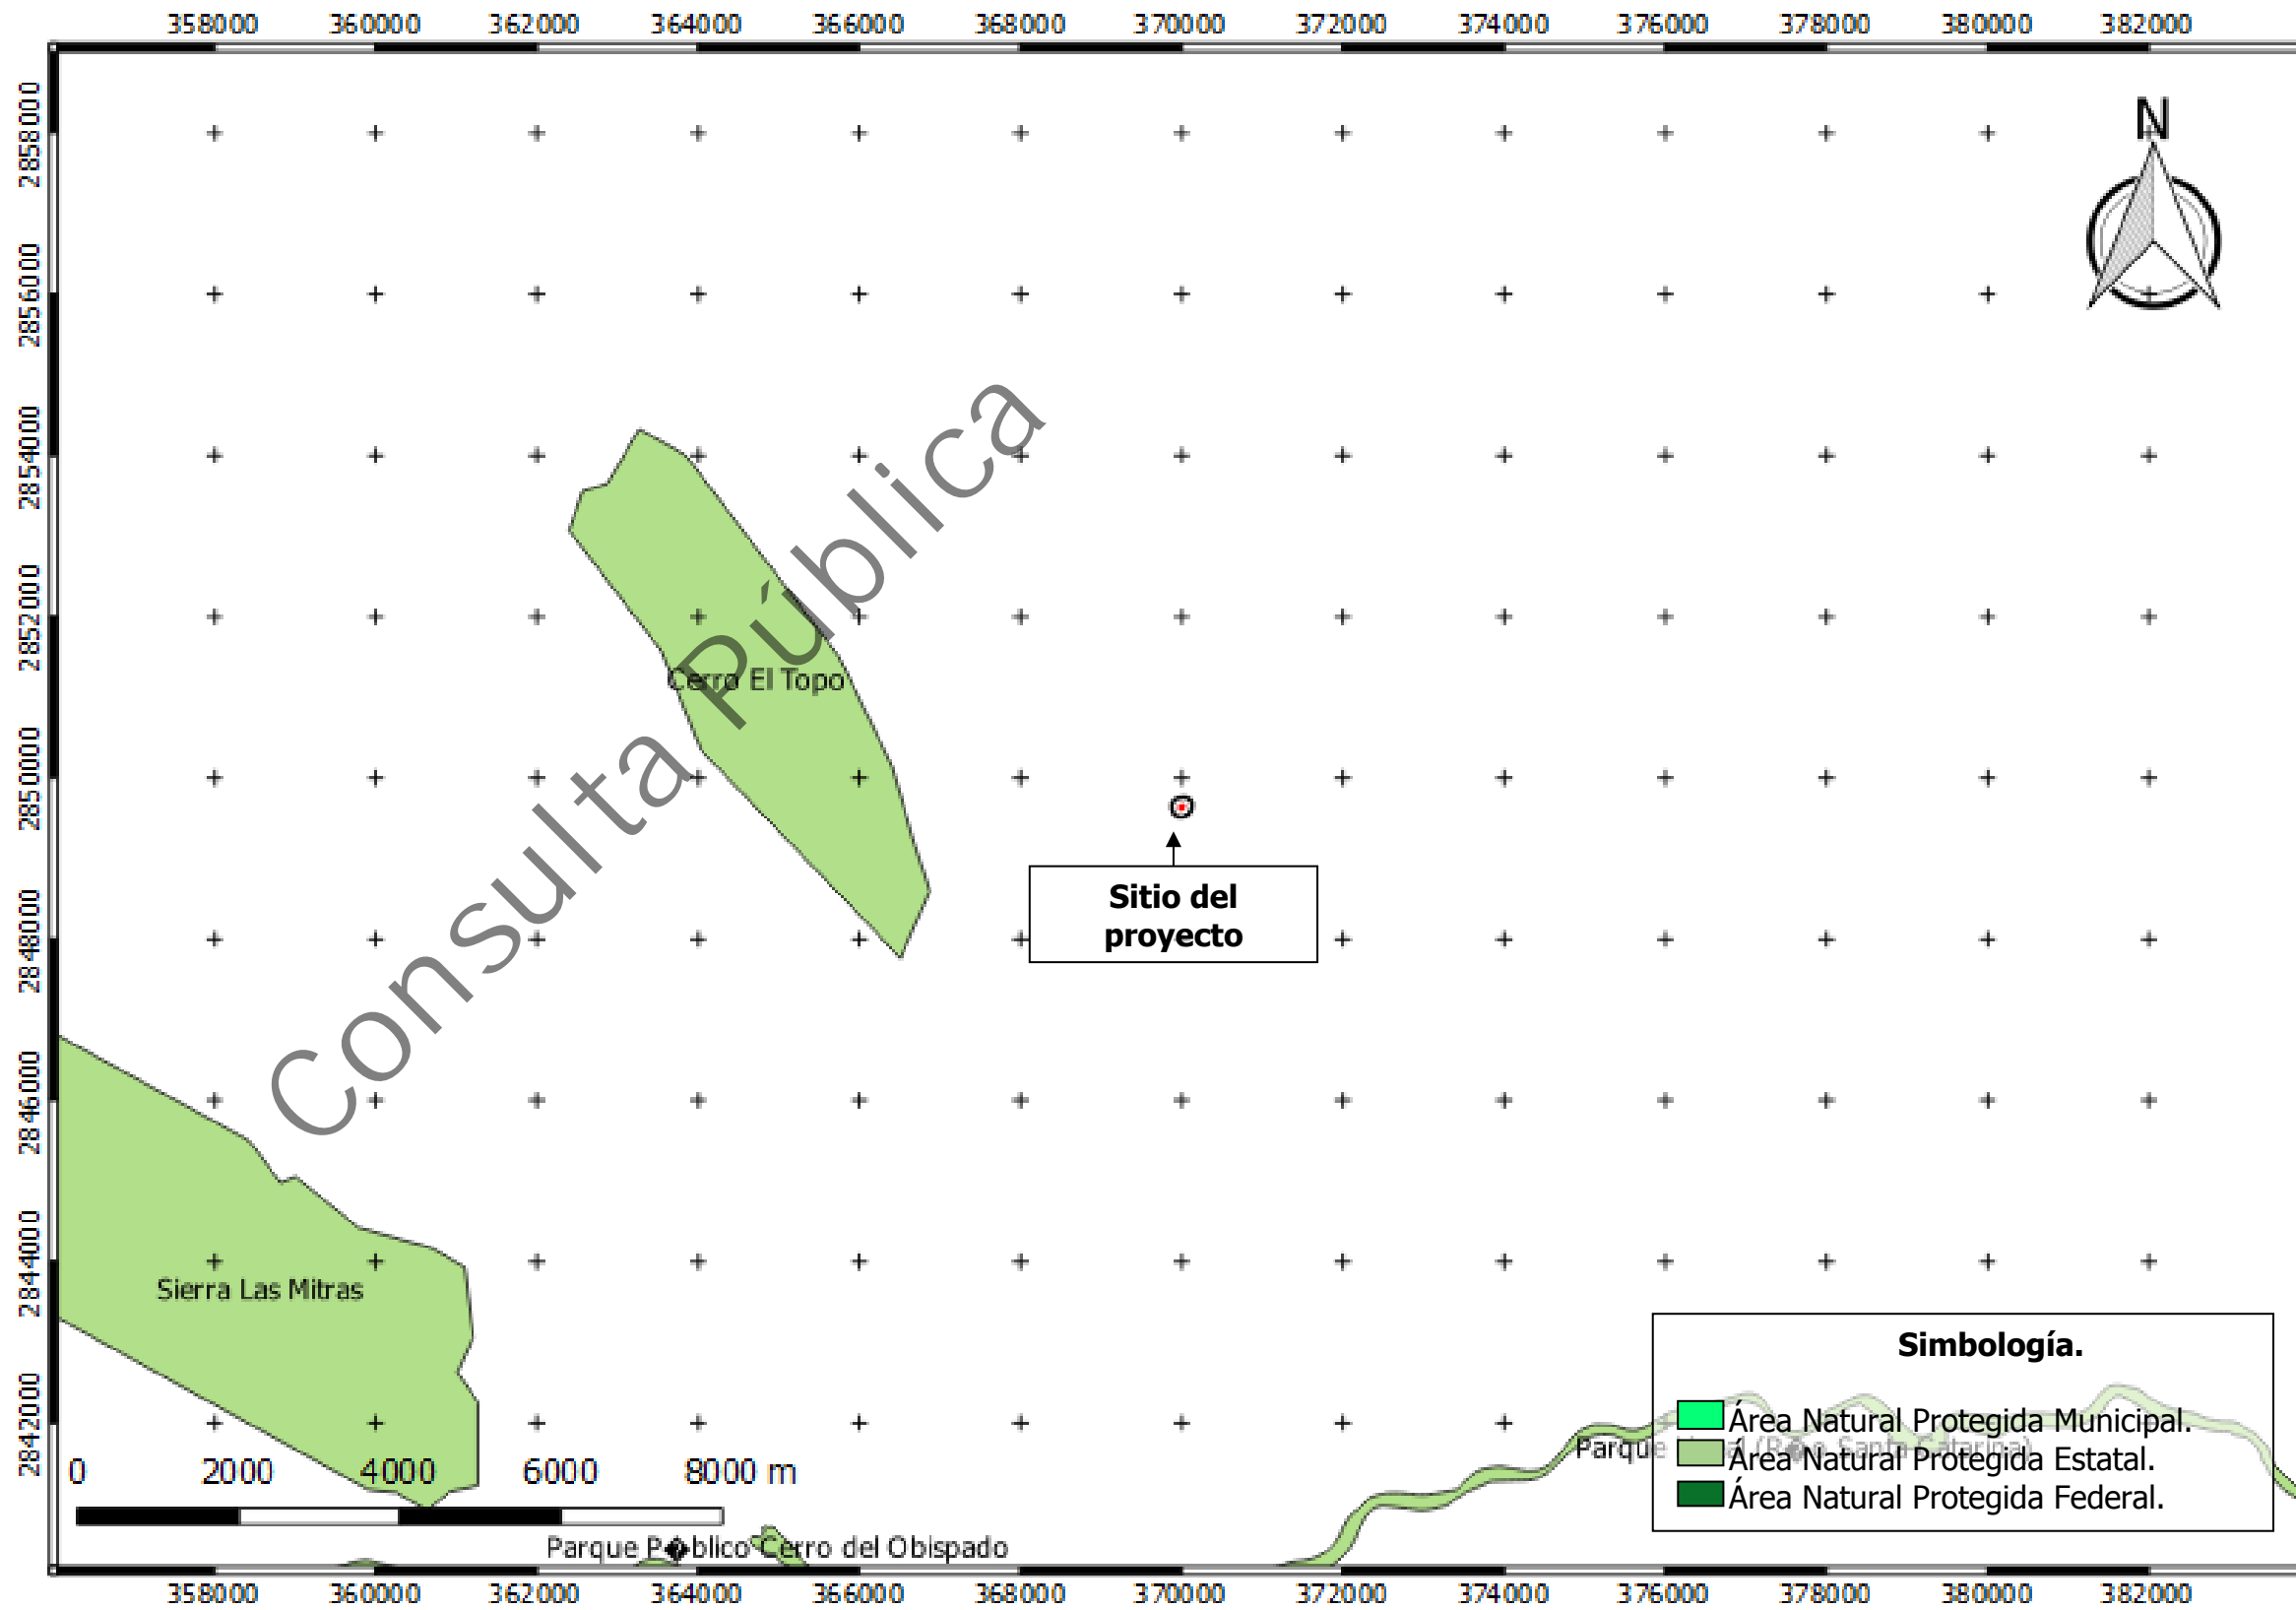 358000 360000 362000 364000 366000 368000 370000 372000 374000 376000 378000 380000 382000
N
2858000
2856000
2854000
2852000
2850000
2848000
2846000
2844000
2842000
Consulta Pública
Cerro El Topo
Sitio del
proyecto
Sierra Las Mitras
Simbología.
Área Natural Protegida Municipal.
Parque
Santa Catarina)
Área Natural Protegida Estatal.
Área Natural Protegida Federal.
0 2000 4000 6000 8000 m
Parque P�blico Cerro del Obispado
358000 360000 362000 364000 366000 368000 370000 372000 374000 376000 378000 380000 382000